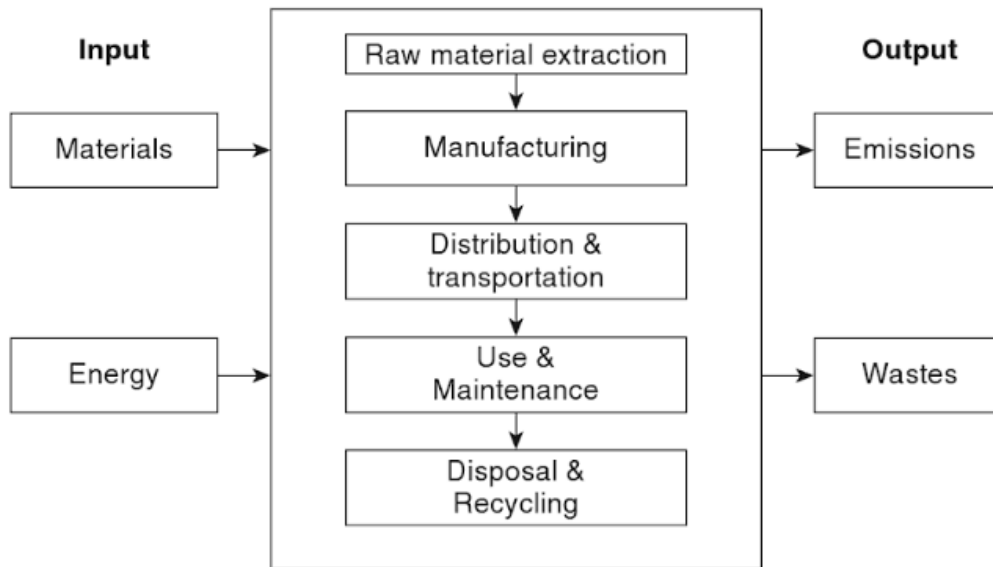 Input
Output
Raw material extraction
Materials
Manufacturing
Emissions
Distribution &
transportation
Energy
Use &
Maintenance
Wastes
Disposal &
Recycling